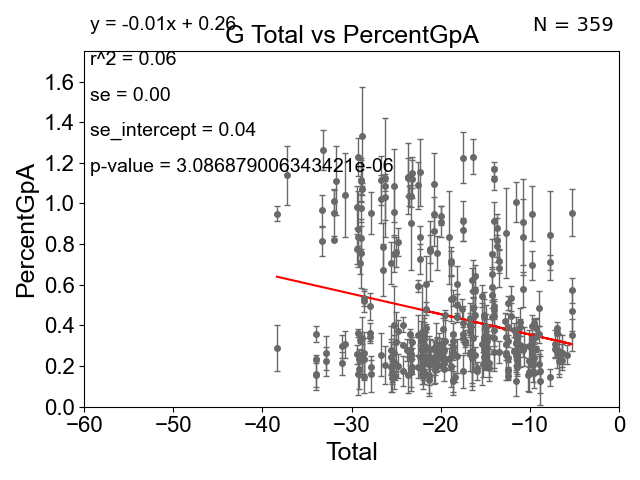 y = -0.01x + 0.26
N = 359
G Total vs PercentGpA
r^2 = 0.06
se = 0.00
se_intercept = 0.04
p-value = 3.086879006343421e-06
PercentGpA
1.6
1.4
1.2
1.0
0.8
0.6
0.4
0.2
0.0
−60 −50 −40 −30 −20 −10 0
Total